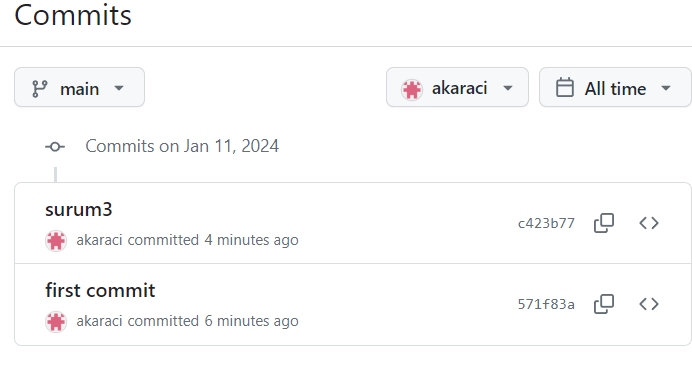 Commits
main
akaraci
All time
Commits on Jan 11, 2024
surum3
c423b77
akaraci committed 4 minutes ago
first commit
571f83a
akaraci committed 6 minutes ago